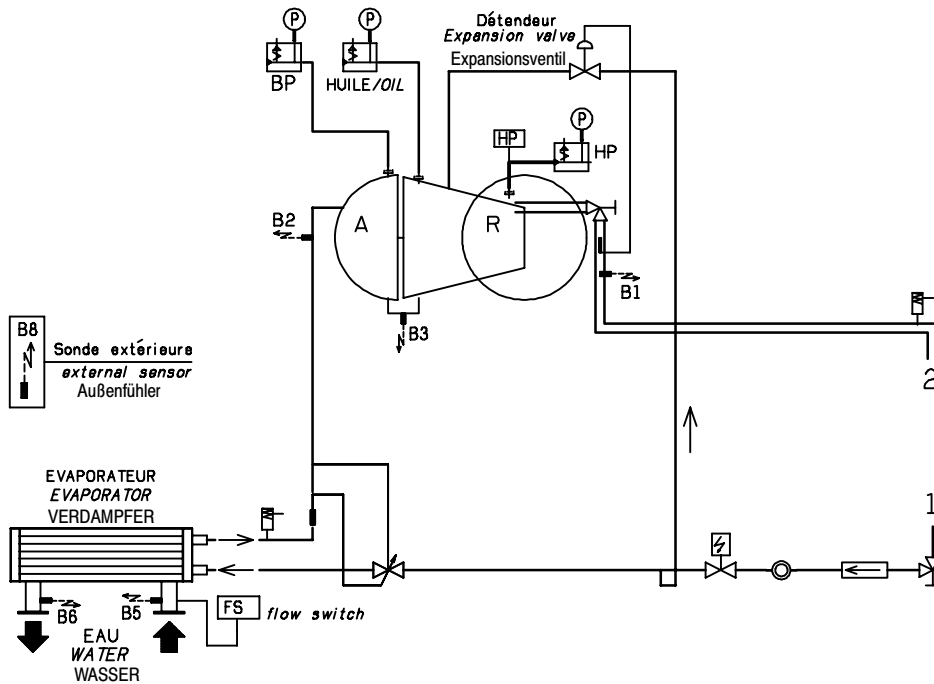 P
P
Détendeur
Expansion valve
Expansionsventil
BP
HUILE/OIL
P
HP
HP
A
R
B2
B1
B3
B8
Sonde extérieure
external sensor
Außenfühler
2
EVAPORATEUR
EVAPORATOR
VERDAMPFER
1
B6
B5
FS
flow switch
EAU
WATER
WASSER